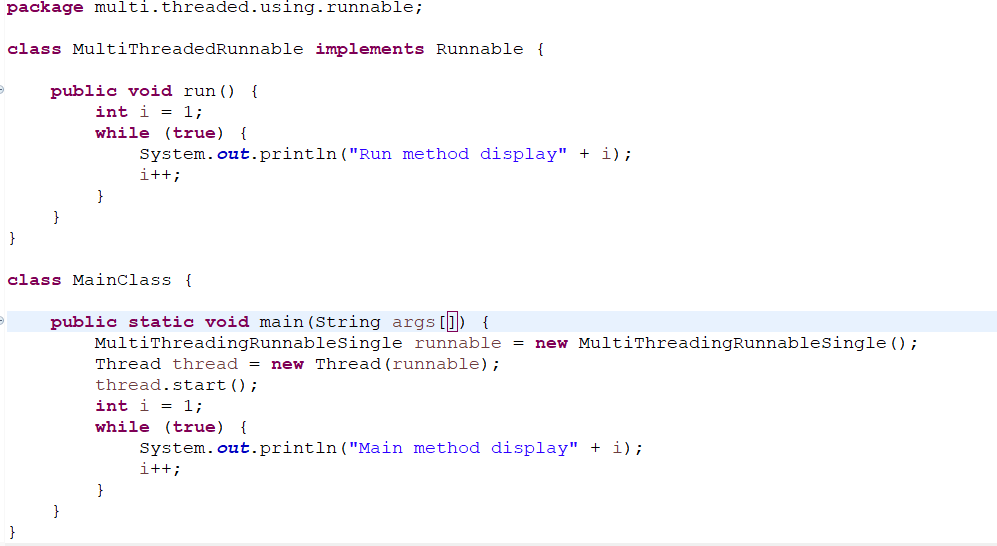 package multi.threaded.using.runnable;
class MultiThreadedRunnable implements Runnable {
public void run() {
int i = 1;
while (true) {
System.out.println("Run method display" + i);
i++;
}
}
}
class MainClass {
public static void main(String args[]) {
MultiThreadingRunnableSingle runnable = new MultiThreadingRunnableSingle();
Thread thread = new Thread(runnable);
thread.start();
int i = 1;
while (true) {
System.out.println("Main method display" + i);
i++;
}
}
}